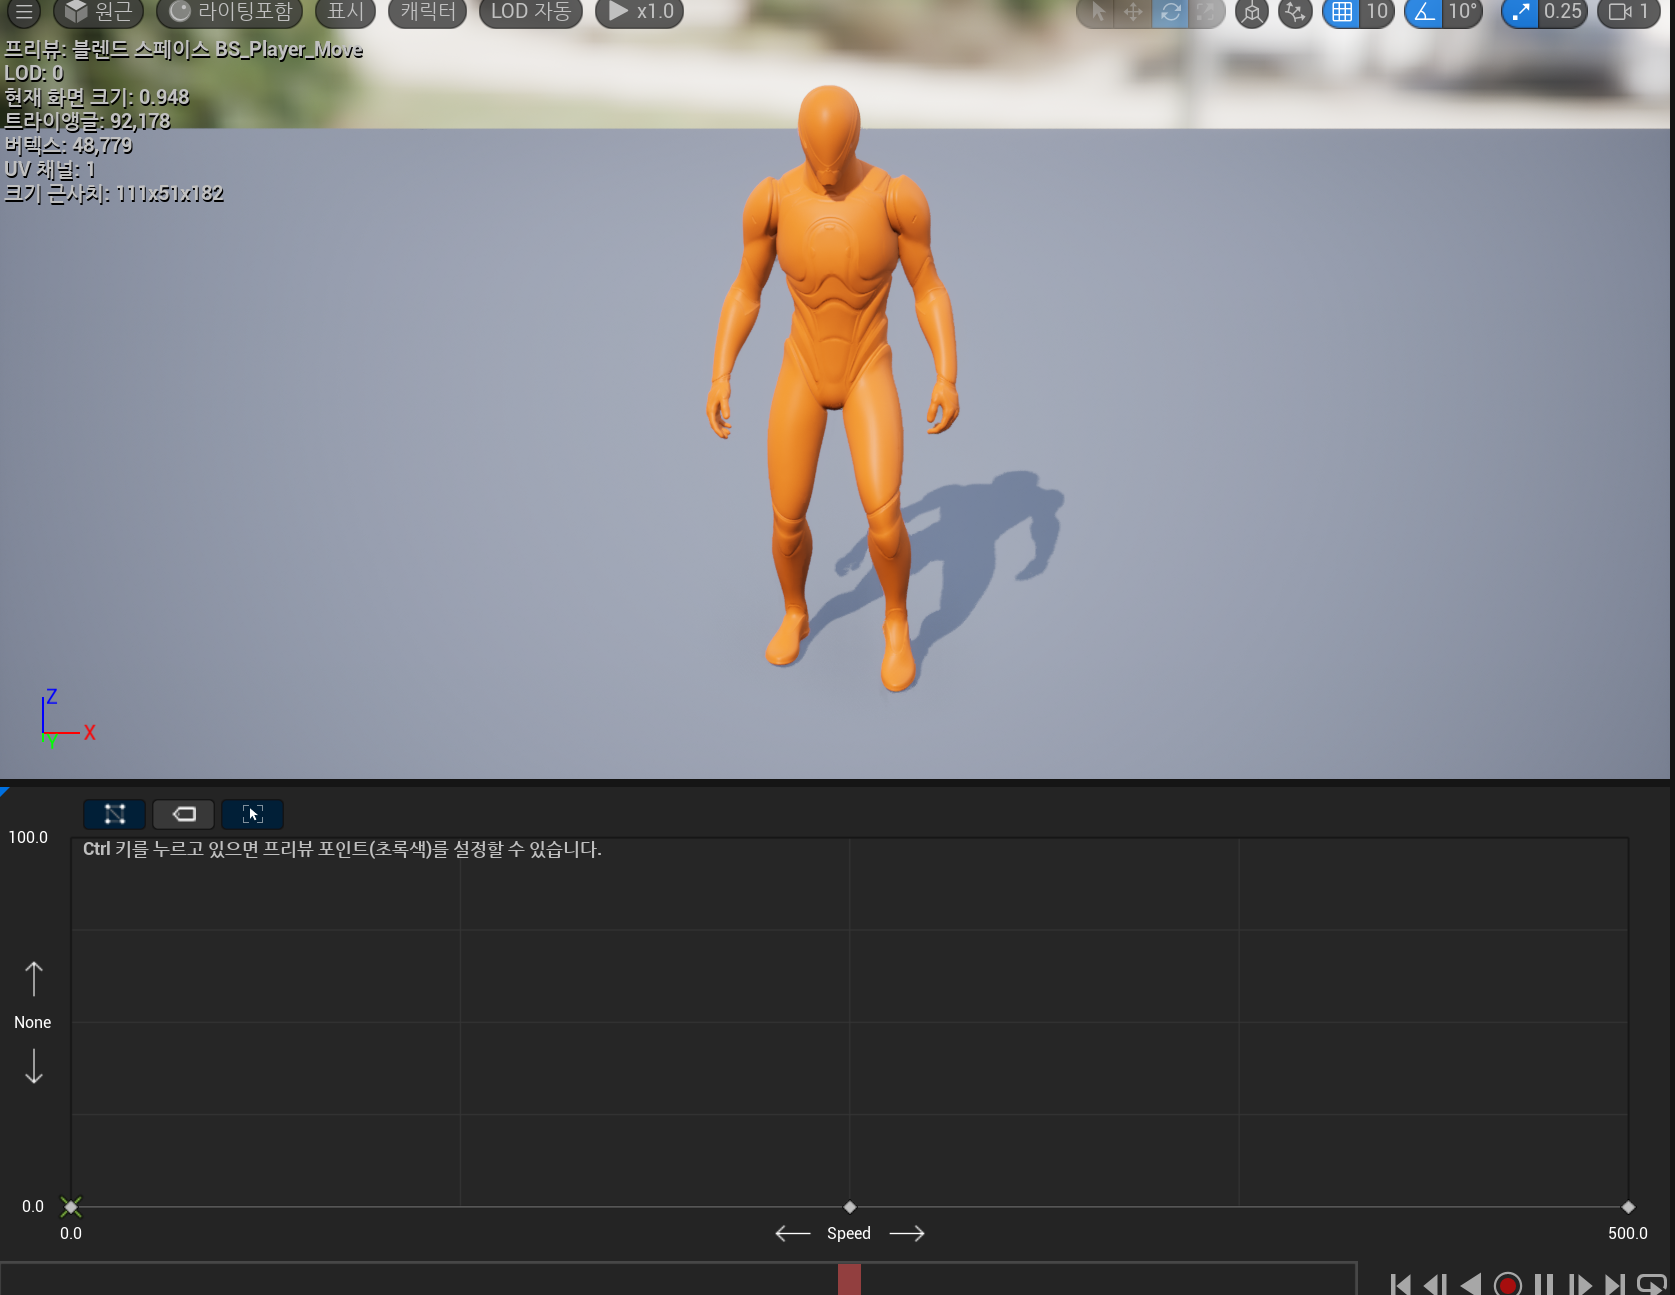 원근 라이팅포함 표시 캐릭터 LOD 자동 x1.0 10 10° 0.25 1
프리뷰: 블렌드 스페이스 BS_Player_Move
LOD: 0
현재 화면 크기: 0.948
트라이앵글: 92,178
버텍스: 48,779
UV 채널: 1
크기 근사치: 111x51x182
Z
X
Y
100.0
Ctrl 키를 누르고 있으면 프리뷰 포인트(초록색)를 설정할 수 있습니다.
None
0.0
0.0 Speed 500.0